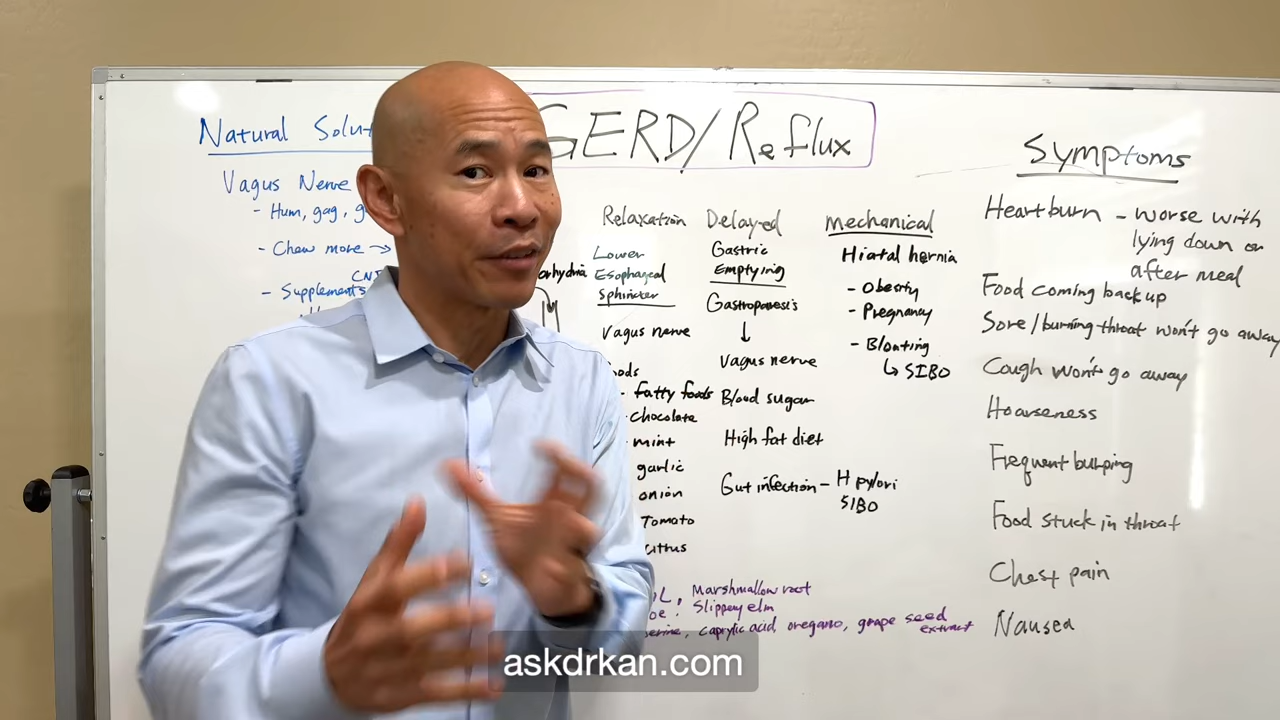 Natural
Vagus Nerve
- Hum, gag,
- Chew more →
- Supplements
GERD/Reflux
Relaxation
Lower
Esophageal
Sphincter
Vagus nerve
- fatty foods
- chocolate
- mint
garlic
onion
Tomato
Delayed
Gastric
Emptying
Gastroparesis
↓
Vagus nerve
Blood sugar
High fat diet
Gut infection - H pylori
SIBO
mechanical
Hiatal hernia
- Obesity
- Pregnancy
- Bloating
↳ SIBO
Marshmallow root
Slippery elm
caprylic acid, oregano, grape seed
extract
Symptoms
Heartburn - worse with
lying down or
after meal
Food coming back up
Sore/burning throat won't go away
Cough won't go away
Hoarseness
Frequent burping
Food stuck in throat
Chest pain
Nausea
askdrkan.com